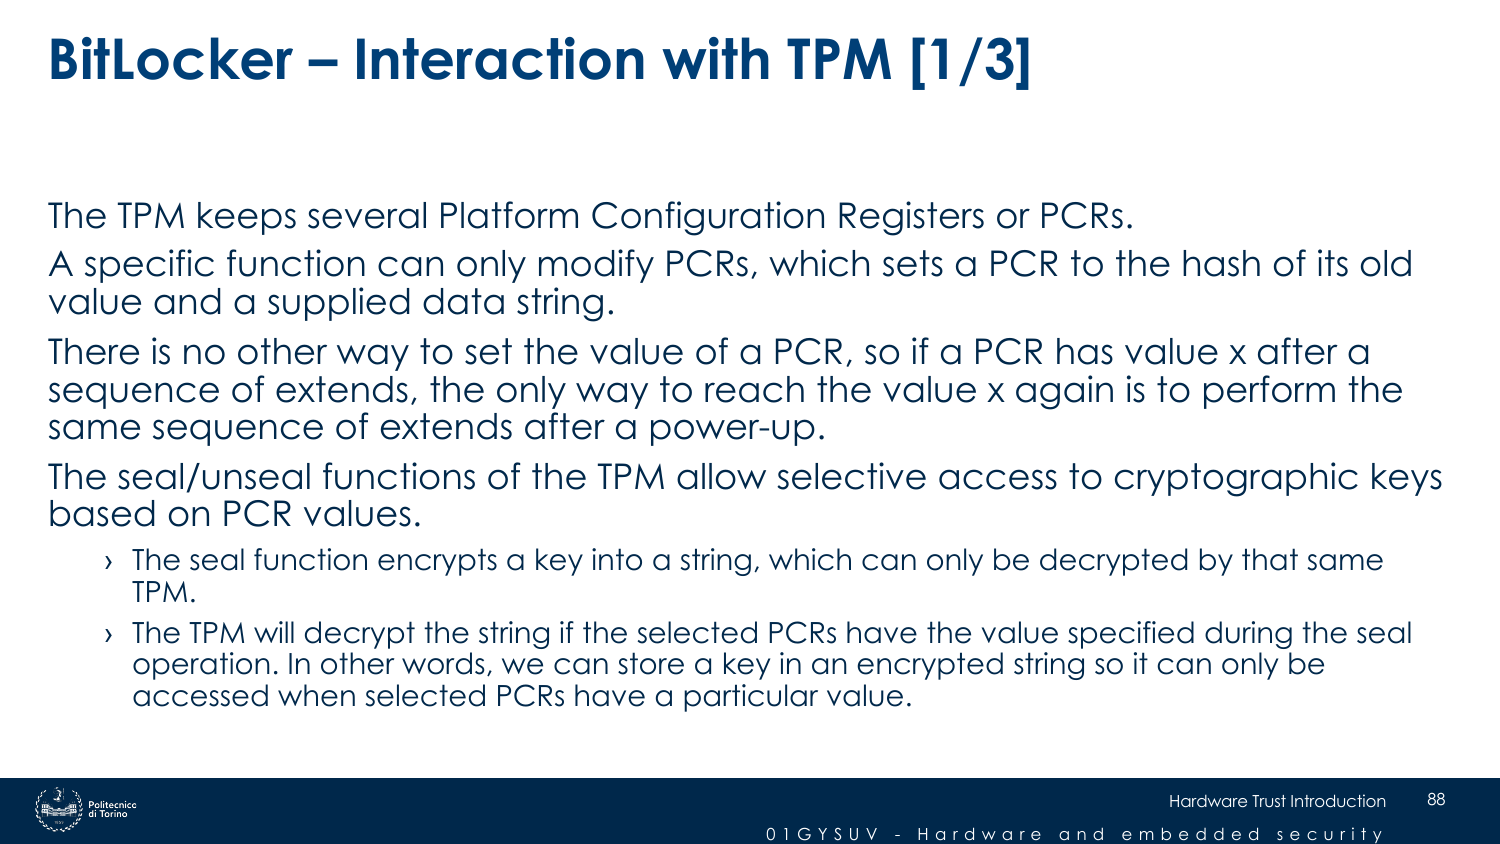 BitLocker – Interaction with TPM [1/3]
The TPM keeps several Platform Configuration Registers or PCRs.
A specific function can only modify PCRs, which sets a PCR to the hash of its old
value and a supplied data string.
There is no other way to set the value of a PCR, so if a PCR has value x after a
sequence of extends, the only way to reach the value x again is to perform the
same sequence of extends after a power-up.
The seal/unseal functions of the TPM allow selective access to cryptographic keys
based on PCR values.
› The seal function encrypts a key into a string, which can only be decrypted by that same
TPM.
› The TPM will decrypt the string if the selected PCRs have the value specified during the seal
operation. In other words, we can store a key in an encrypted string so it can only be
accessed when selected PCRs have a particular value.
Politecnico
di Torino
Hardware Trust Introduction 88
01GYSUV - Hardware and embedded security